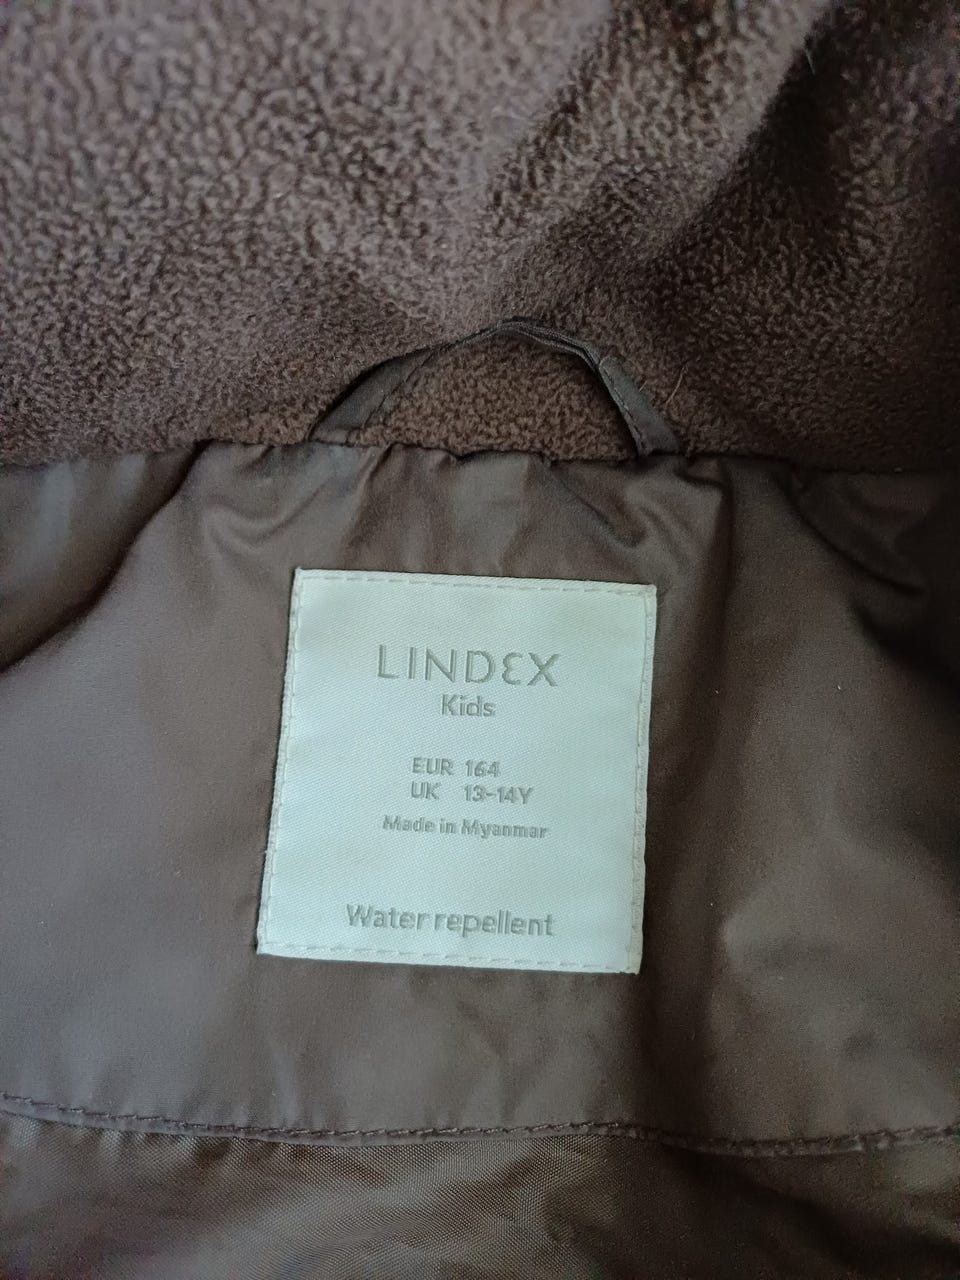 LINDEX
Kids
EUR 164
UK 13-14Y
Made in Myanmar
Water repellent